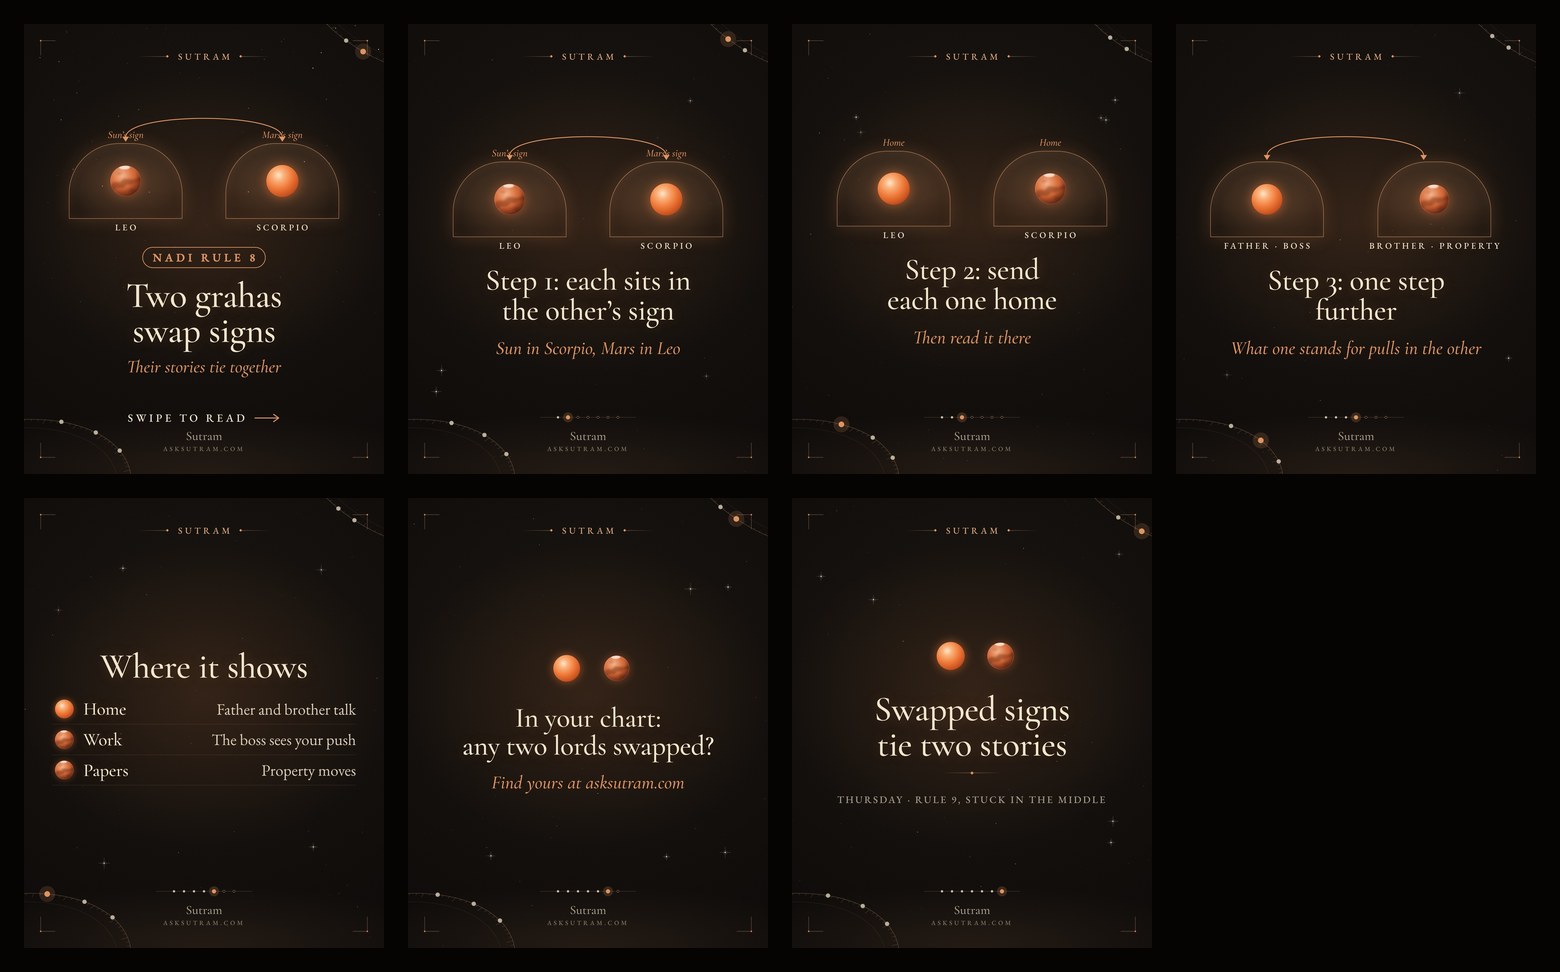 SUTRAM
Sun's sign
Mars's sign
LEO
SCORPIO
NADI RULE 8
Two grahas
swap signs
Their stories tie together
SWIPE TO READ
Sutram
ASKSUTRAM.COM
SUTRAM
Sun's sign
Mars's sign
LEO
SCORPIO
Step 1: each sits in
the other's sign
Sun in Scorpio, Mars in Leo
Sutram
ASKSUTRAM.COM
SUTRAM
Home
Home
LEO
SCORPIO
Step 2: send
each one home
Then read it there
Sutram
ASKSUTRAM.COM
SUTRAM
FATHER · BOSS
BROTHER · PROPERTY
Step 3: one step
further
What one stands for pulls in the other
Sutram
ASKSUTRAM.COM
SUTRAM
Where it shows
Home Father and brother talk
Work The boss sees your push
Papers Property moves
Sutram
ASKSUTRAM.COM
SUTRAM
In your chart:
any two lords swapped?
Find yours at asksutram.com
Sutram
ASKSUTRAM.COM
SUTRAM
Swapped signs
tie two stories
THURSDAY · RULE 9, STUCK IN THE MIDDLE
Sutram
ASKSUTRAM.COM